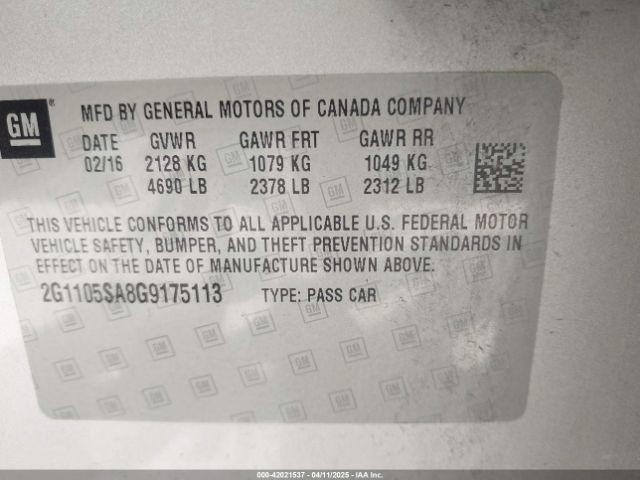 GM
MFD BY GENERAL MOTORS OF CANADA COMPANY
DATE GVWR GAWR FRT GAWR RR
02/16 2128 KG 1079 KG 1049 KG
4690 LB 2378 LB 2312 LB
THIS VEHICLE CONFORMS TO ALL APPLICABLE U.S. FEDERAL MOTOR
VEHICLE SAFETY, BUMPER, AND THEFT PREVENTION STANDARDS IN
EFFECT ON THE DATE OF MANUFACTURE SHOWN ABOVE.
2G1105SA8G9175113 TYPE: PASS CAR
000-42021537 - 04/11/2025 - IAA Inc.